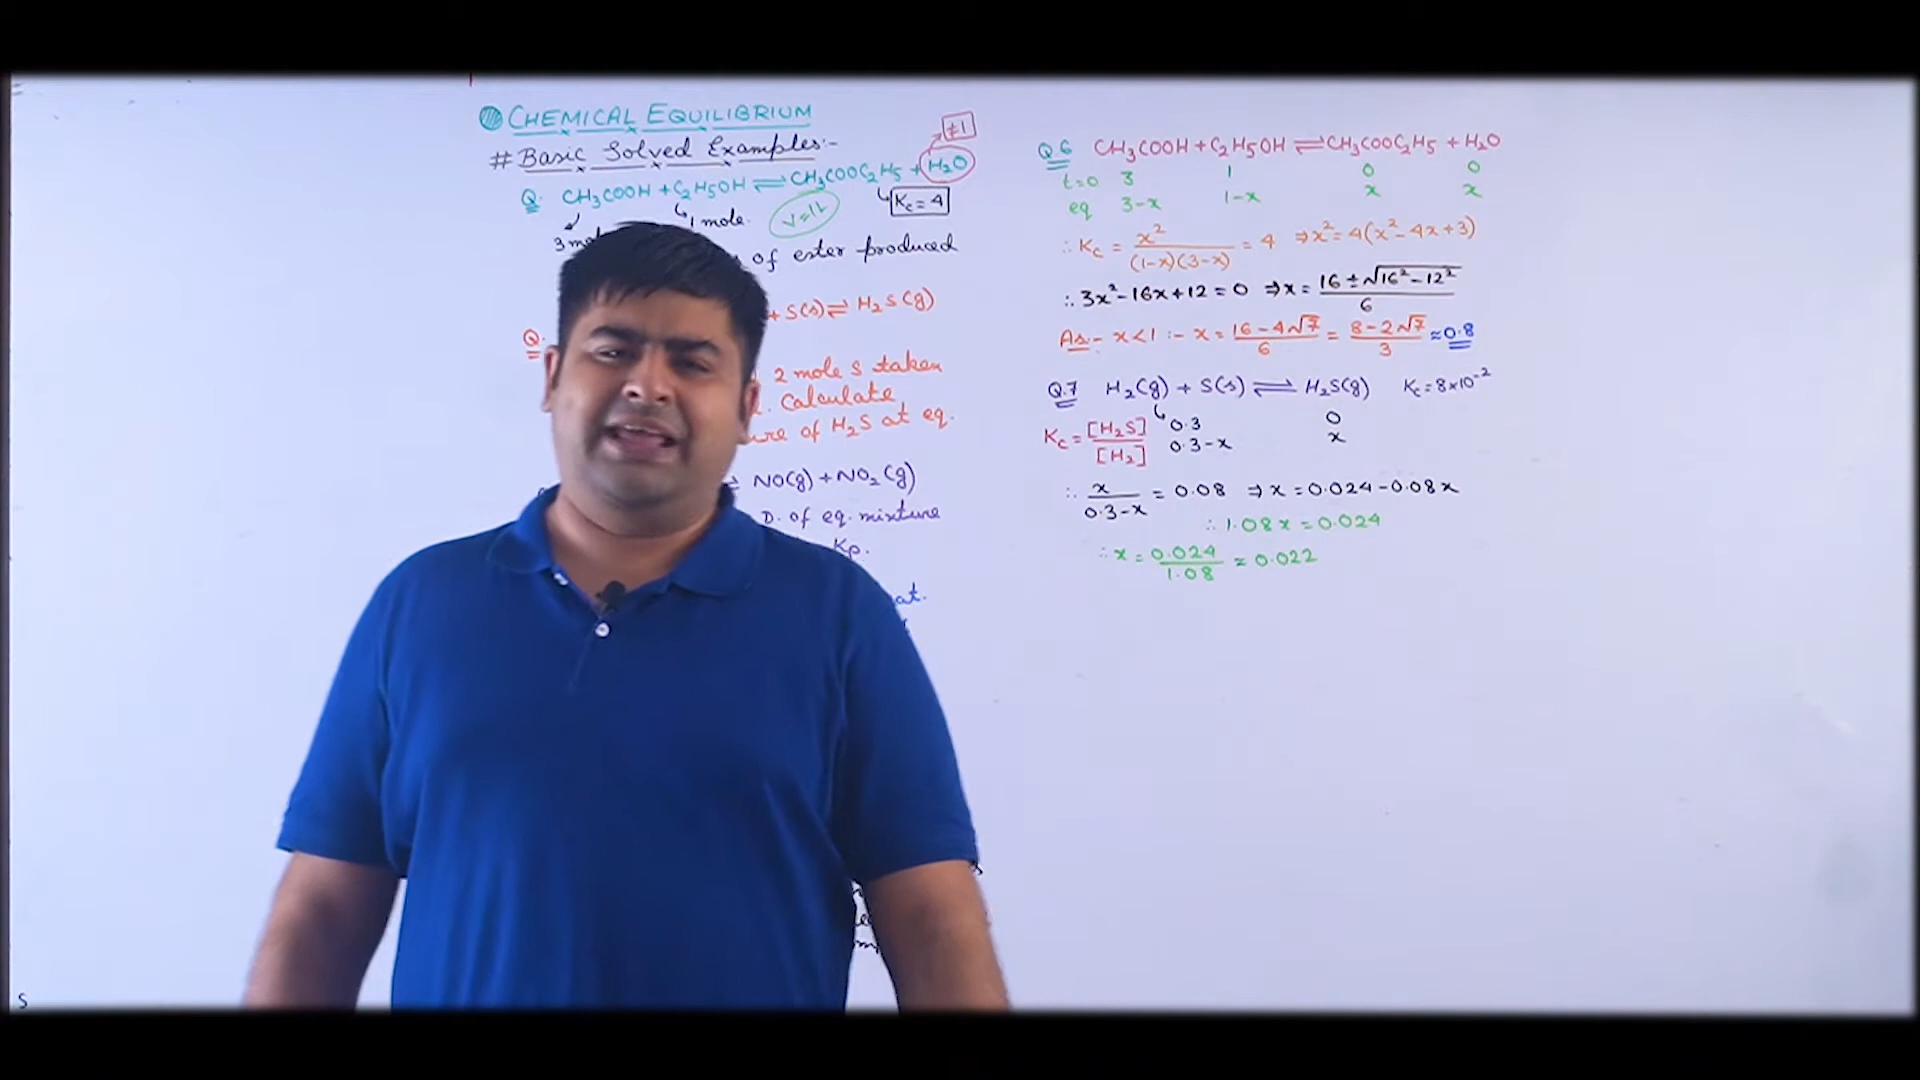 CHEMICAL EQUILIBRIUM
# Basic Solved Examples:-
≠1
Q. CH₃COOH + C₂H₅OH ⇌ CH₃COOC₂H₅ + H₂O
1 mole. V=1L Kc = 4
3
of ester produced
Q. + S(s) ⇌ H₂S(g)
2 mole S taken
Calculate
of H₂S at eq.
⇌ NO(g) + NO₂(g)
D. of eq. mixture
Kp.
at.
Q.6 CH₃COOH + C₂H₅OH ⇌ CH₃COOC₂H₅ + H₂O
t=0 3 1 0 0
eq 3-x 1-x x x
∴ Kc = x²/(1-x)(3-x) = 4 ⇒ x² = 4(x² - 4x + 3)
∴ 3x² - 16x + 12 = 0 ⇒ x = 16 ± √16² - 12²/6
As:- x < 1 :- x = 16 - 4√7/6 = 8 - 2√7/3 ≈ 0.8
Q.7 H₂(g) + S(s) ⇌ H₂S(g) Kc = 8×10⁻²
Kc = [H₂S]/[H₂] 0.3 0
0.3-x x
∴ x/0.3-x = 0.08 ⇒ x = 0.024 - 0.08x
∴ 1.08x = 0.024
∴ x = 0.024/1.08 ≈ 0.022
S